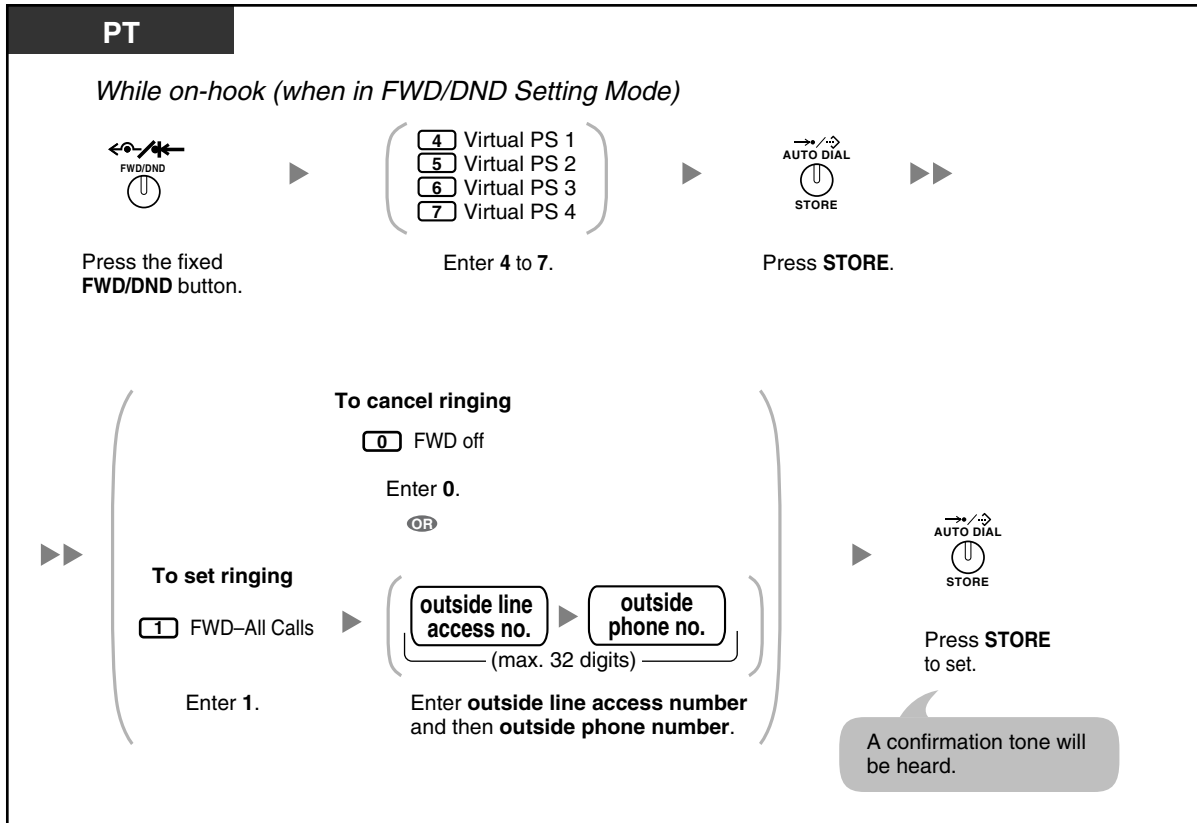 PT
While on-hook (when in FWD/DND Setting Mode)
FWD/DND
4 Virtual PS 1
5 Virtual PS 2
6 Virtual PS 3
7 Virtual PS 4
AUTO DIAL
STORE
Press the fixed
FWD/DND button.
Enter 4 to 7.
Press STORE.
To cancel ringing
0 FWD off
Enter 0.
OR
To set ringing
1 FWD–All Calls
Enter 1.
outside line
access no.
outside
phone no.
(max. 32 digits)
Enter outside line access number
and then outside phone number.
AUTO DIAL
STORE
Press STORE
to set.
A confirmation tone will
be heard.